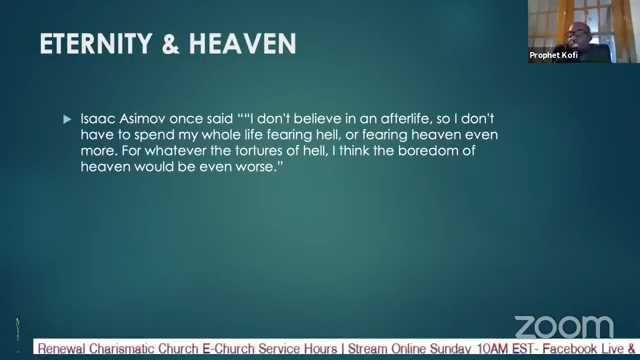 ETERNITY & HEAVEN
Prophet Kofi
Isaac Asimov once said ““I don't believe in an afterlife, so I don't
have to spend my whole life fearing hell, or fearing heaven even
more. For whatever the tortures of hell, I think the boredom of
heaven would be even worse.”
zoom
Renewal Charismatic Church E-Church Service Hours | Stream Online Sunday 10AM EST- Facebook Live &